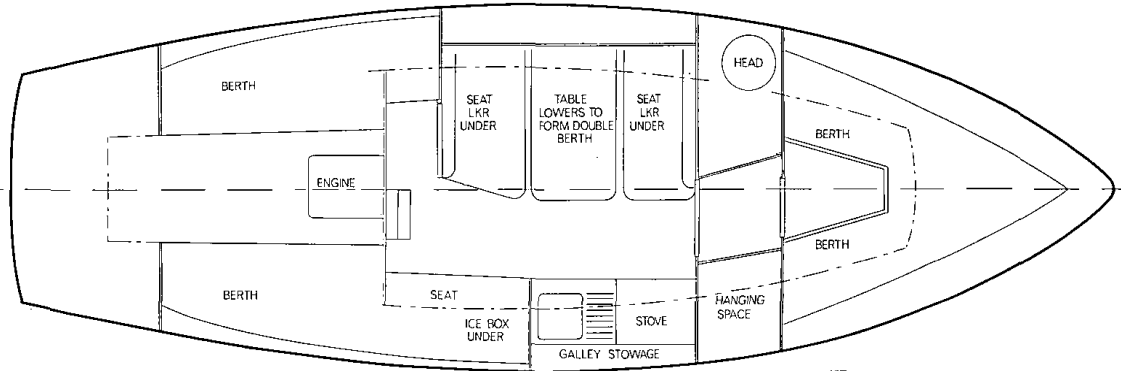 BERTH
SEAT
LKR
UNDER
TABLE
LOWERS TO
FORM DOUBLE
BERTH
SEAT
LKR
UNDER
HEAD
BERTH
ENGINE
BERTH
BERTH
SEAT
ICE BOX
UNDER
STOVE
HANGING
SPACE
GALLEY STOWAGE